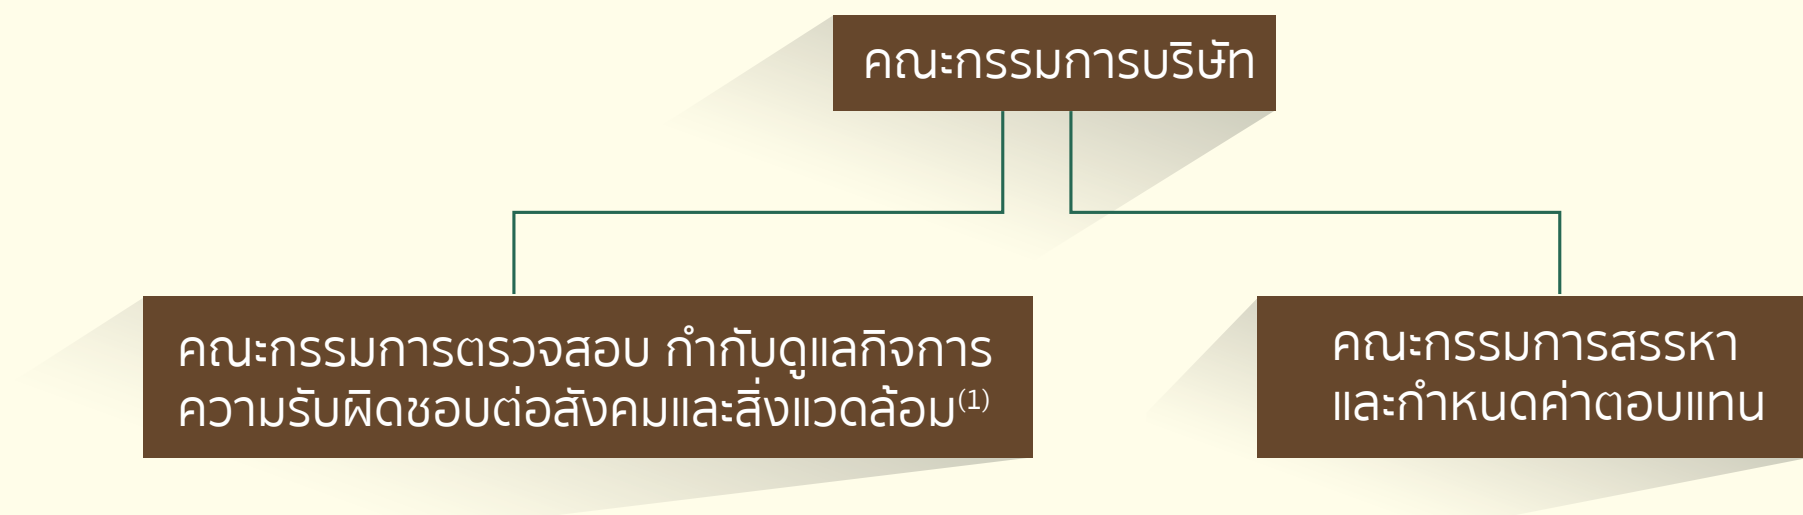 คณะกรรมการบริษัท
คณะกรรมการตรวจสอบ กำกับดูแลกิจการ
ความรับผิดชอบต่อสังคมและสิ่งแวดล้อม(1)
คณะกรรมการสรรหา
และกำหนดค่าตอบแทน